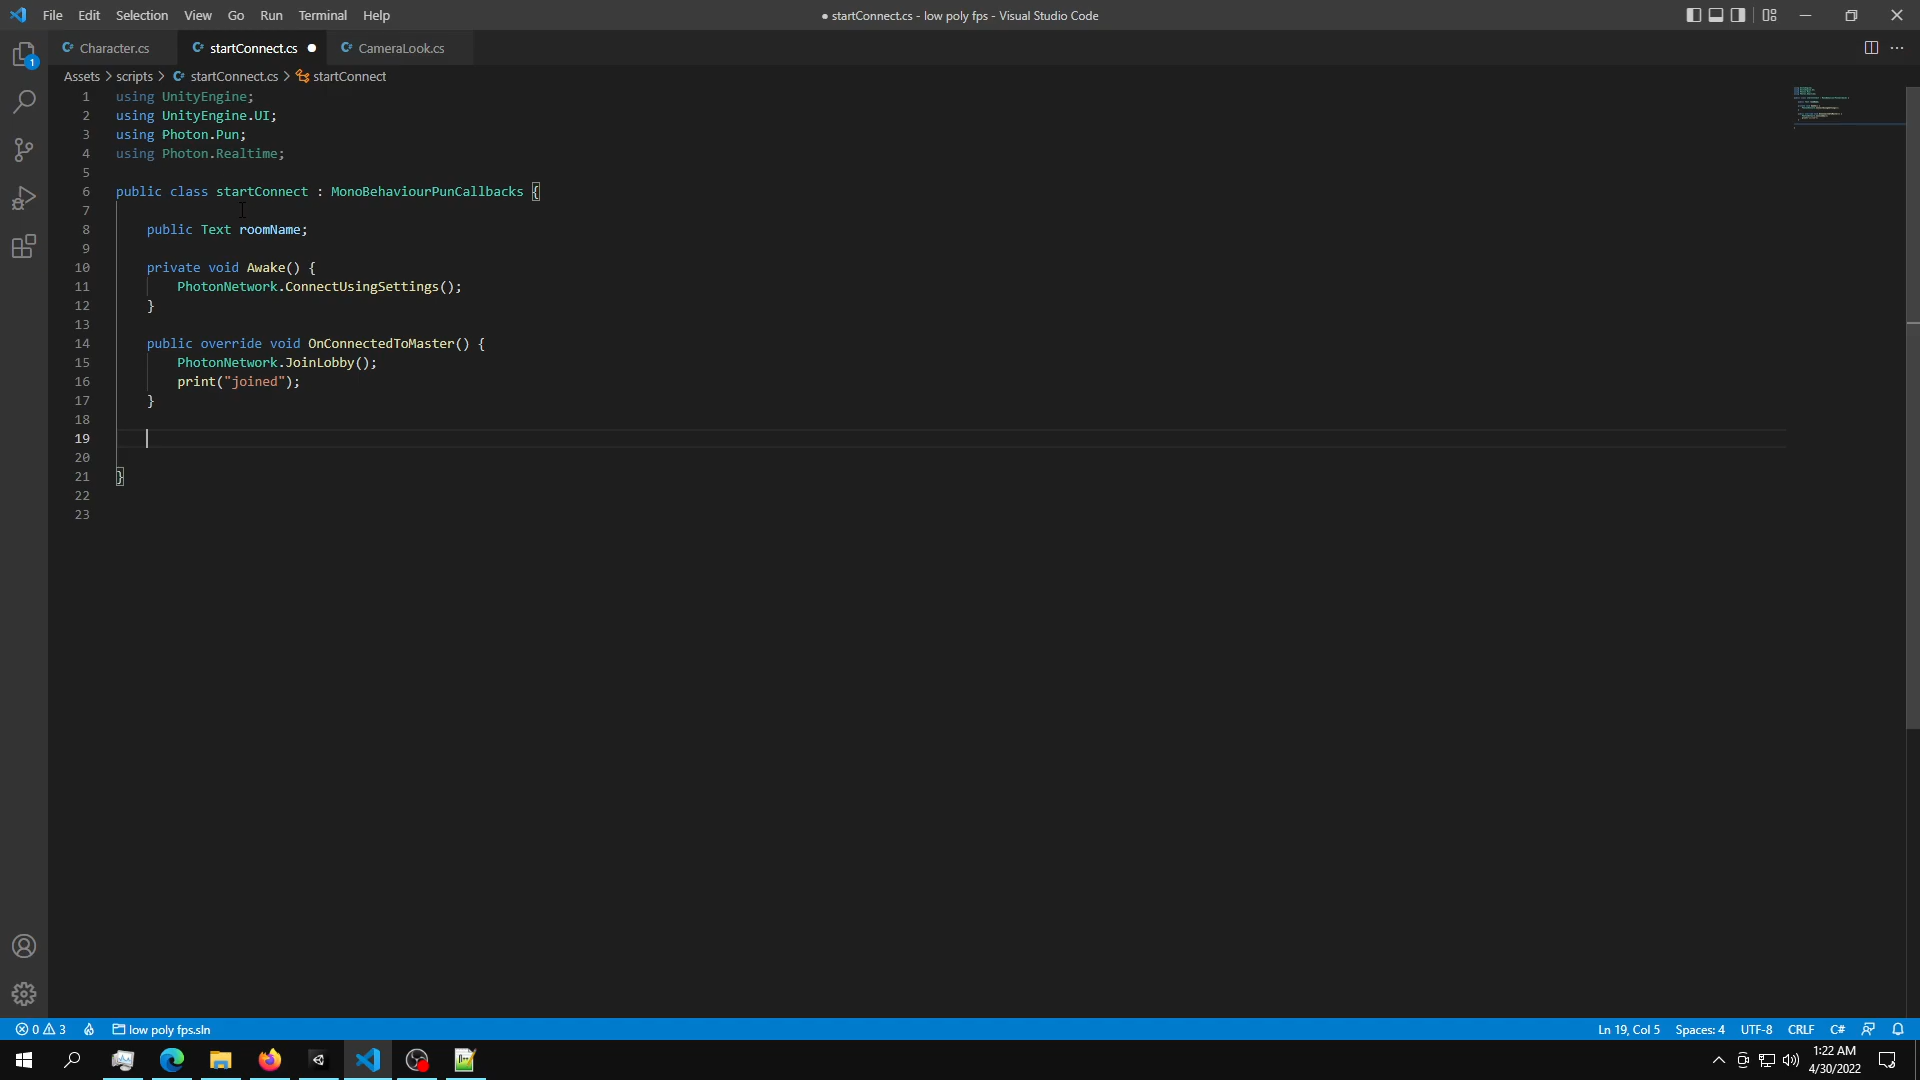 File Edit Selection View Go Run Terminal Help
● startConnect.cs - low poly fps - Visual Studio Code
Character.cs startConnect.cs ● CameraLook.cs
Assets > scripts > startConnect.cs > startConnect
1 using UnityEngine;
2 using UnityEngine.UI;
3 using Photon.Pun;
4 using Photon.Realtime;
5
6 public class startConnect : MonoBehaviourPunCallbacks {
7
8 public Text roomName;
9
10 private void Awake() {
11 PhotonNetwork.ConnectUsingSettings();
12 }
13
14 public override void OnConnectedToMaster() {
15 PhotonNetwork.JoinLobby();
16 print("joined");
17 }
18
19
20
21 }
22
23
1
0 3 low poly fps.sln
Ln 19, Col 5 Spaces: 4 UTF-8 CRLF C#
1:22 AM
4/30/2022